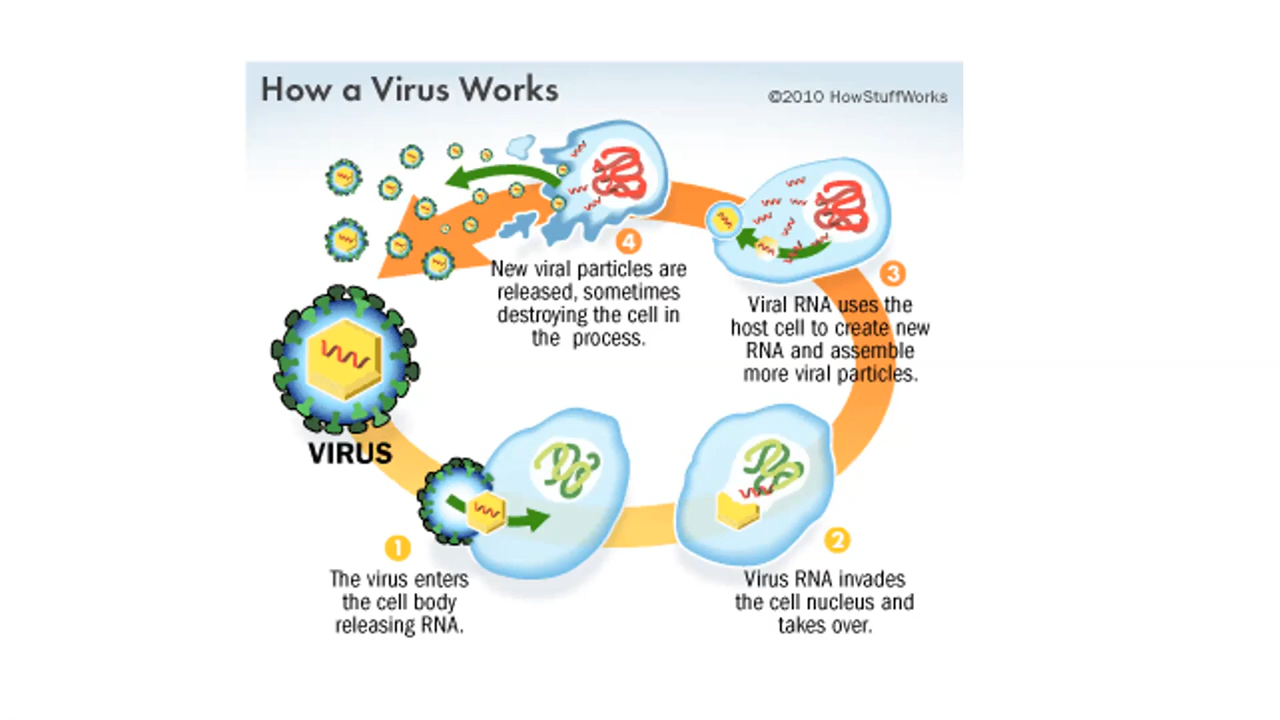 How a Virus Works
©2010 HowStuffWorks
VIRUS
1
The virus enters
the cell body
releasing RNA.
2
Virus RNA invades
the cell nucleus and
takes over.
3
Viral RNA uses the
host cell to create new
RNA and assemble
more viral particles.
4
New viral particles are
released, sometimes
destroying the cell in
the process.